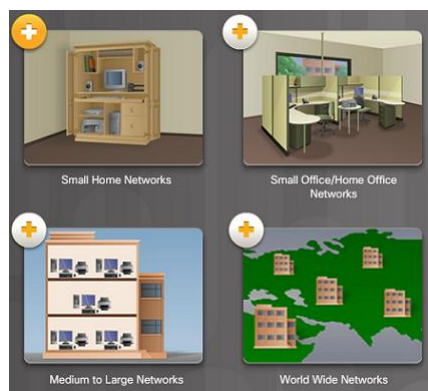 Small Home Networks
Small Office/Home Office
Networks
Medium to Large Networks
World Wide Networks